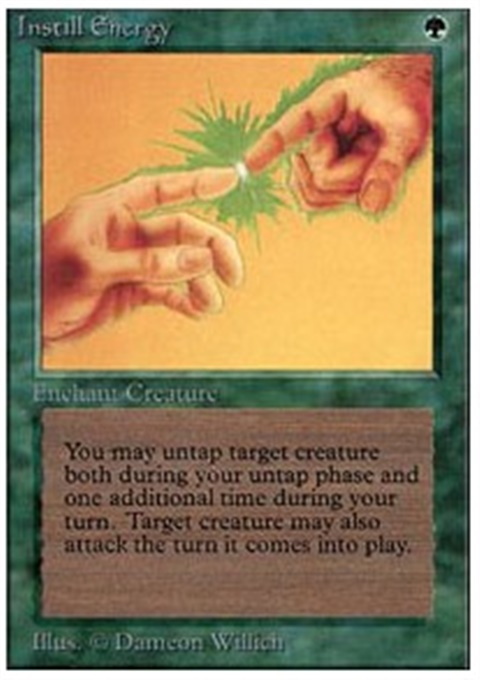 Instill Energy
Enchant Creature
You may untap target creature
both during your untap phase and
one additional time during your
turn. Target creature may also
attack the turn it comes into play.
Illus. © Dameon Willich